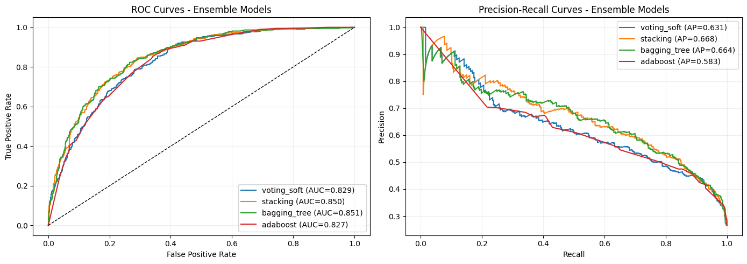 ROC Curves - Ensemble Models
True Positive Rate
1.0
0.8
0.6
0.4
0.2
0.0
0.0 0.2 0.4 0.6 0.8 1.0
False Positive Rate
voting_soft (AUC=0.829)
stacking (AUC=0.850)
bagging_tree (AUC=0.851)
adaboost (AUC=0.827)
Precision-Recall Curves - Ensemble Models
Precision
1.0
0.9
0.8
0.7
0.6
0.5
0.4
0.3
0.0 0.2 0.4 0.6 0.8 1.0
Recall
voting_soft (AP=0.631)
stacking (AP=0.668)
bagging_tree (AP=0.664)
adaboost (AP=0.583)